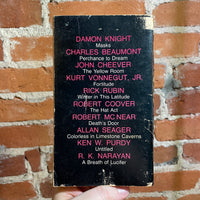 DAMON KNIGHT
Masks
CHARLES BEAUMONT
Perchance to Dream
JOHN CHEEVER
The Yellow Room
KURT VONNEGUT, JR.
Fortitude
RICK RUBIN
Winter in This Latitude
ROBERT COOVER
The Hat Act
ROBERT McNEAR
Death's Door
ALLAN SEAGER
Colorless in Limestone Caverns
KEN W. PURDY
Untitled
R. K. NARAYAN
A Breath of Lucifer